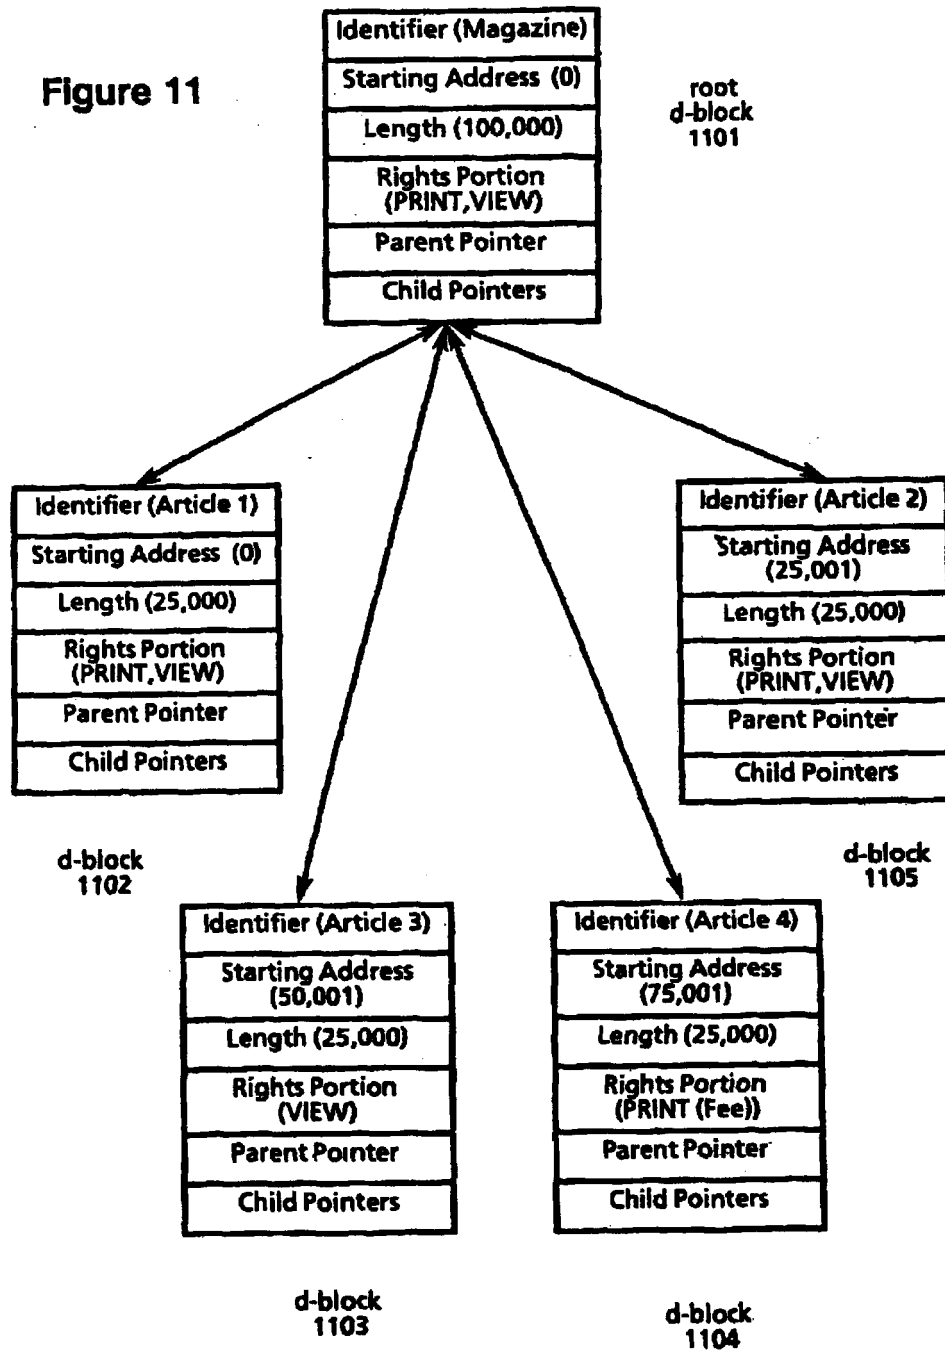 Figure 11
Identifier (Magazine)
Starting Address (0)
Length (100,000)
Rights Portion
(PRINT,VIEW)
Parent Pointer
Child Pointers
root
d-block
1101
Identifier (Article 1)
Starting Address (0)
Length (25,000)
Rights Portion
(PRINT,VIEW)
Parent Pointer
Child Pointers
d-block
1102
Identifier (Article 2)
Starting Address
(25,001)
Length (25,000)
Rights Portion
(PRINT,VIEW)
Parent Pointer
Child Pointers
d-block
1105
Identifier (Article 3)
Starting Address
(50,001)
Length (25,000)
Rights Portion
(VIEW)
Parent Pointer
Child Pointers
d-block
1103
Identifier (Article 4)
Starting Address
(75,001)
Length (25,000)
Rights Portion
(PRINT (Fee))
Parent Pointer
Child Pointers
d-block
1104